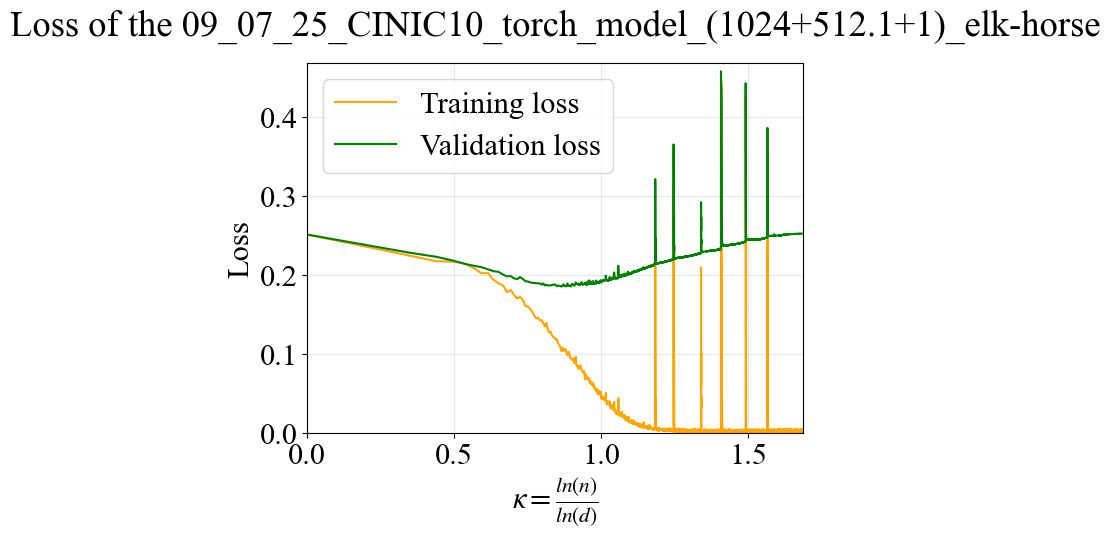 Loss of the 09_07_25_CINIC10_torch_model_(1024+512.1+1)_elk-horse
Training loss
Validation loss
Loss
0.4
0.3
0.2
0.1
0.0
0.0 0.5 1.0 1.5
κ = ln(n) / ln(d)